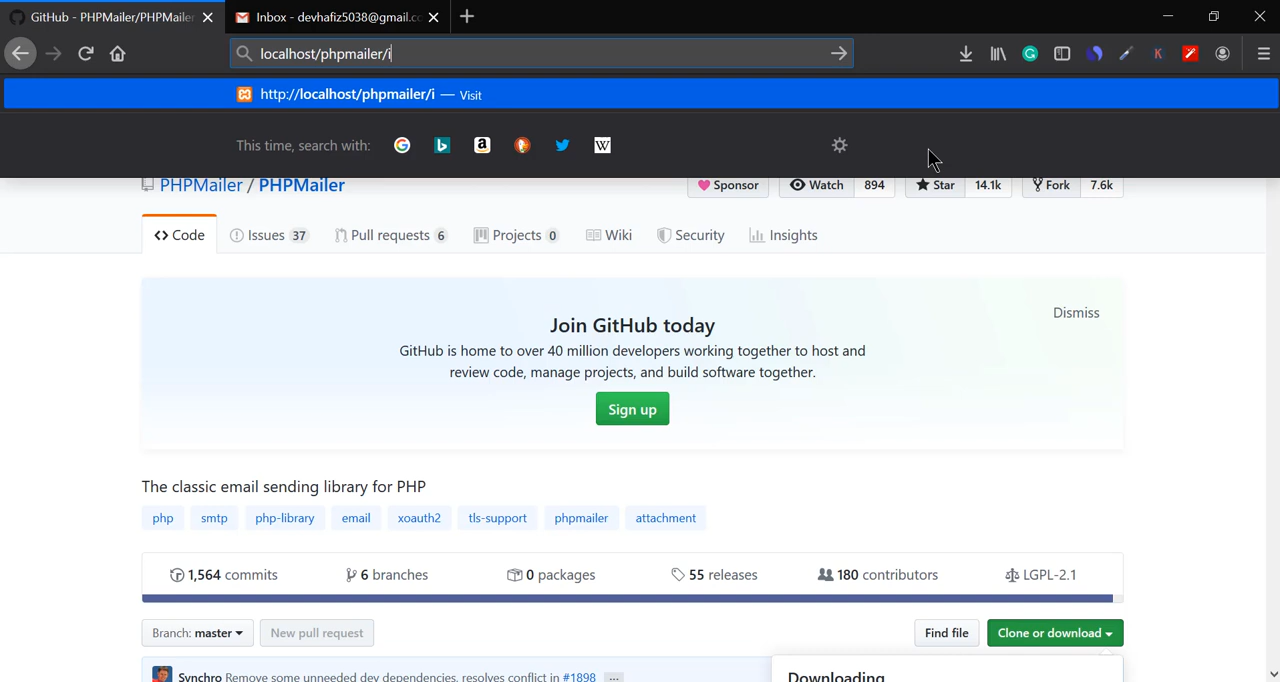 GitHub - PHPMailer/PHPMailer
Inbox - devhafiz5038@gmail.co
localhost/phpmailer/i
http://localhost/phpmailer/i — Visit
This time, search with:
PHPMailer / PHPMailer
Sponsor
Watch 894
Star 14.1k
Fork 7.6k
Code
Issues 37
Pull requests 6
Projects 0
Wiki
Security
Insights
Join GitHub today
Dismiss
GitHub is home to over 40 million developers working together to host and
review code, manage projects, and build software together.
Sign up
The classic email sending library for PHP
php smtp php-library email xoauth2 tls-support phpmailer attachment
1,564 commits 6 branches 0 packages 55 releases 180 contributors LGPL-2.1
Branch: master New pull request Find file Clone or download
Synchro Remove some unneeded dev dependencies, resolves conflict in #1898 ...
Downloading